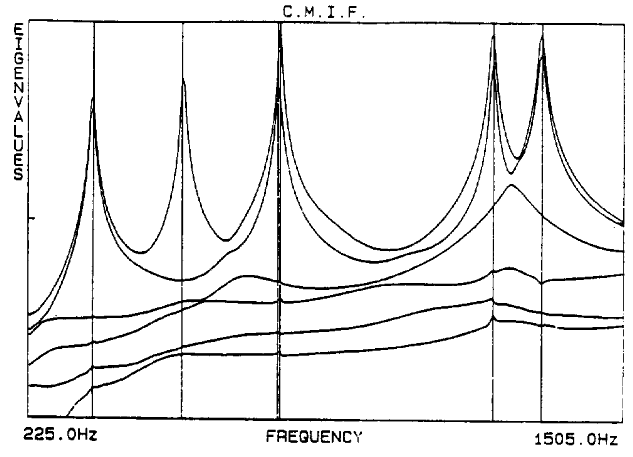 C.M.I.F.
EIGENVALUES
225.0Hz FREQUENCY 1505.0Hz